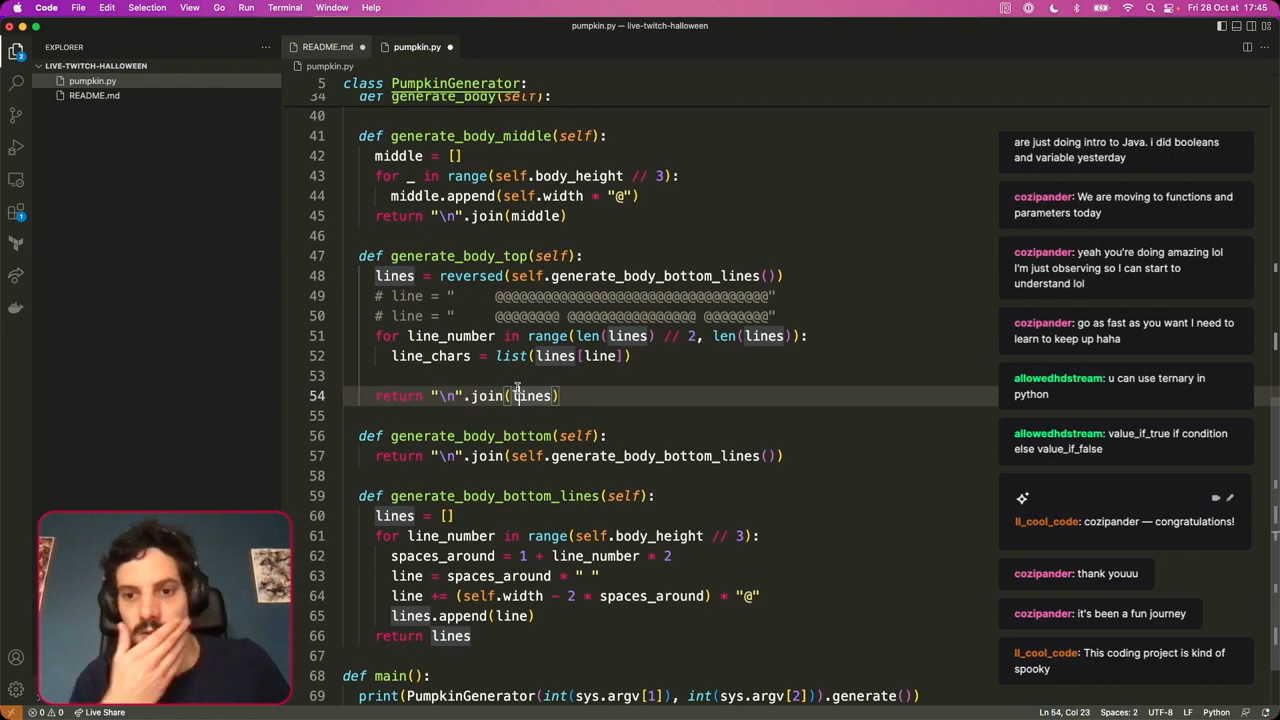 Code File Edit Selection View Go Run Terminal Window Help
Fri 28 Oct at 17:45
pumpkin.py — live-twitch-halloween
EXPLORER
README.md
pumpkin.py
LIVE-TWITCH-HALLOWEEN
pumpkin.py
README.md
pumpkin.py
5 class PumpkinGenerator:
34 def generate_body(self):
40
41 def generate_body_middle(self):
42 middle = []
43 for _ in range(self.body_height // 3):
44 middle.append(self.width * "@")
45 return "\n".join(middle)
46
47 def generate_body_top(self):
48 lines = reversed(self.generate_body_bottom_lines())
49 # line = "     @@@@@@@@@@@@@@@@@@@@@@@@@@@@@@@@@@"
50 # line = "     @@@@@@@@ @@@@@@@@@@@@@@@@ @@@@@@@@"
51 for line_number in range(len(lines) // 2, len(lines)):
52 line_chars = list(lines[line])
53
54 return "\n".join(lines)
55
56 def generate_body_bottom(self):
57 return "\n".join(self.generate_body_bottom_lines())
58
59 def generate_body_bottom_lines(self):
60 lines = []
61 for line_number in range(self.body_height // 3):
62 spaces_around = 1 + line_number * 2
63 line = spaces_around * " "
64 line += (self.width - 2 * spaces_around) * "@"
65 lines.append(line)
66 return lines
67
68 def main():
69 print(PumpkinGenerator(int(sys.argv[1]), int(sys.argv[2])).generate())
are just doing intro to Java. i did booleans
and variable yesterday
cozipander: We are moving to functions and
parameters today
cozipander: yeah you're doing amazing lol
I'm just observing so I can start to
understand lol
cozipander: go as fast as you want I need to
learn to keep up haha
allowedhdstream: u can use ternary in
python
allowedhdstream: value_if_true if condition
else value_if_false
ll_cool_code: cozipander — congratulations!
cozipander: thank youuu
cozipander: it's been a fun journey
ll_cool_code: This coding project is kind of
spooky
2
1
0 0 Live Share
Ln 54, Col 23 Spaces: 2 UTF-8 LF Python